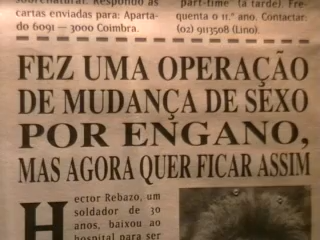 sobrenatural. Respondo às
cartas enviadas para: Aparta-
do 6091 — 3000 Coimbra.
part-time" (a tarde). Fre-
quenta o 11.º ano. Contactar:
(02) 9113508 (Lino).
FEZ UMA OPERAÇÃO
DE MUDANÇA DE SEXO
POR ENGANO,
MAS AGORA QUER FICAR ASSIM
Hector Rebazo, um
soldador de 30
anos, baixou ao
hospital para ser